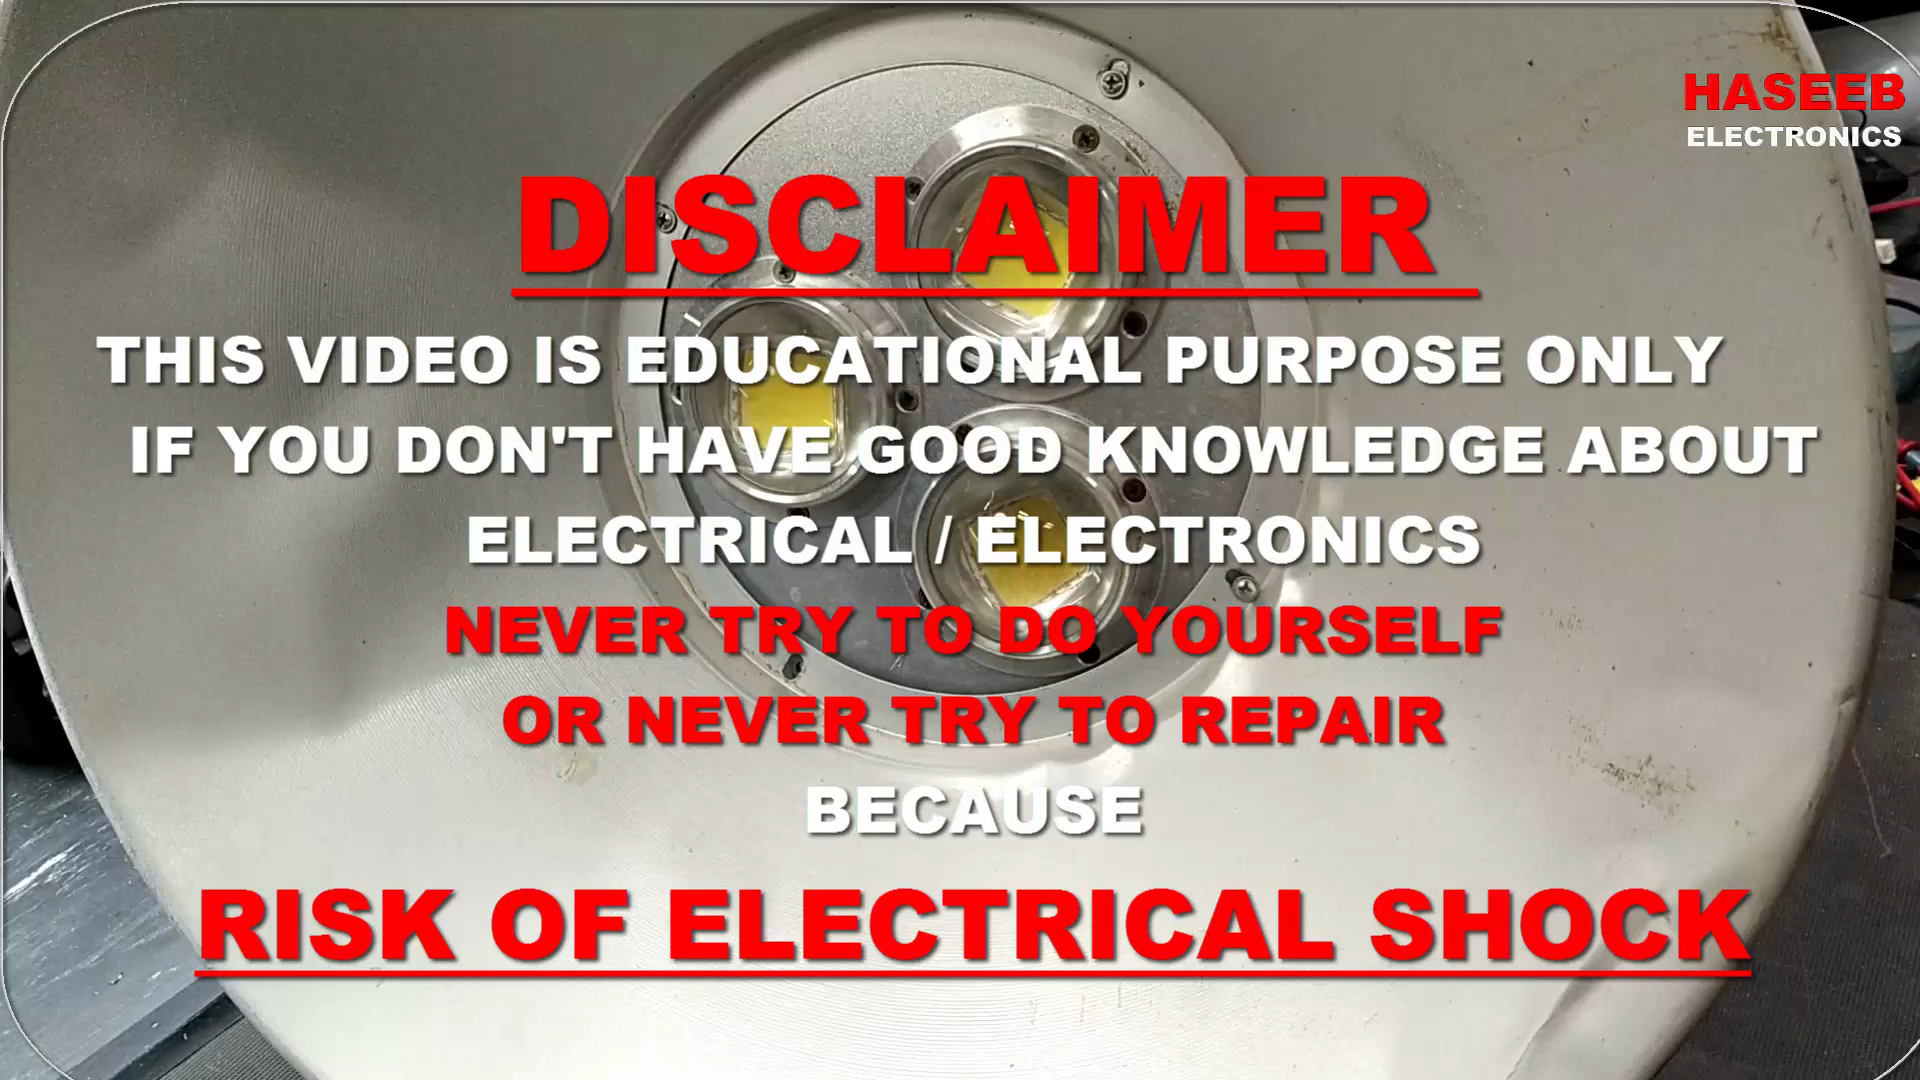 HASEEB
ELECTRONICS
DISCLAIMER
THIS VIDEO IS EDUCATIONAL PURPOSE ONLY
IF YOU DON'T HAVE GOOD KNOWLEDGE ABOUT
ELECTRICAL / ELECTRONICS
NEVER TRY TO DO YOURSELF
OR NEVER TRY TO REPAIR
BECAUSE
RISK OF ELECTRICAL SHOCK